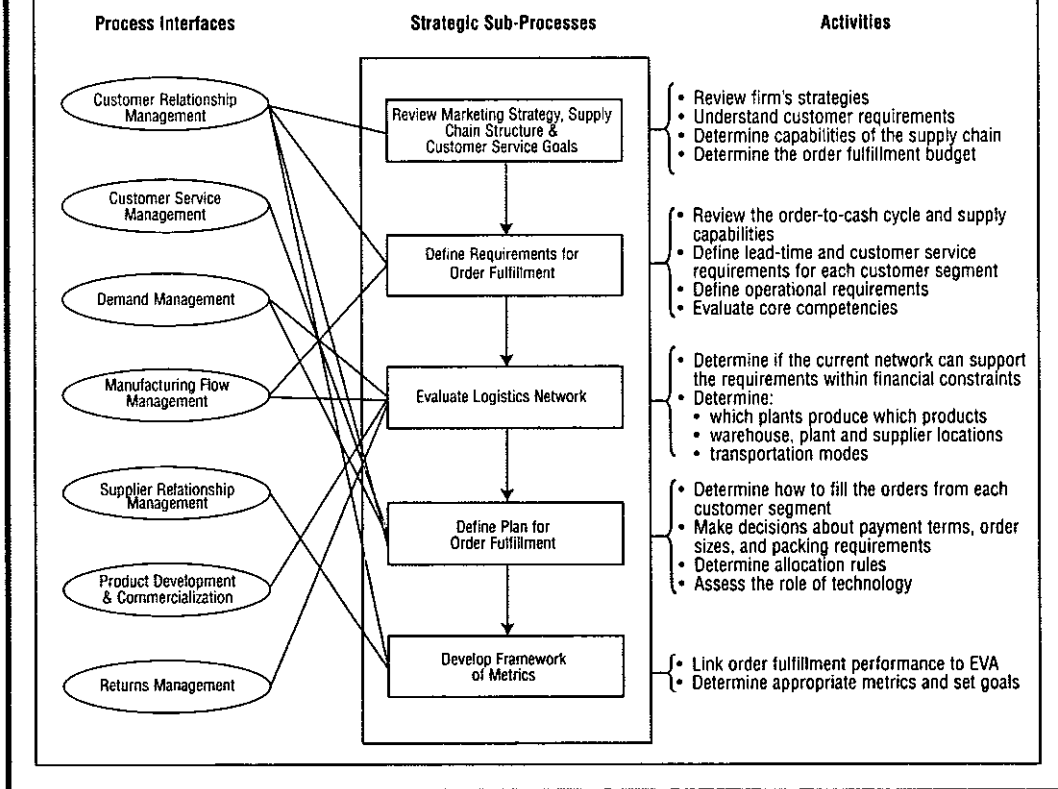 Process Interfaces
Strategic Sub-Processes
Activities
Customer Relationship
Management
Customer Service
Management
Demand Management
Manufacturing Flow
Management
Supplier Relationship
Management
Product Development
& Commercialization
Returns Management
Review Marketing Strategy, Supply
Chain Structure &
Customer Service Goals
Define Requirements for
Order Fulfillment
Evaluate Logistics Network
Define Plan for
Order Fulfillment
Develop Framework
of Metrics
• Review firm's strategies
• Understand customer requirements
• Determine capabilities of the supply chain
• Determine the order fulfillment budget
• Review the order-to-cash cycle and supply
capabilities
• Define lead-time and customer service
requirements for each customer segment
• Define operational requirements
• Evaluate core competencies
• Determine if the current network can support
the requirements within financial constraints
• Determine:
• which plants produce which products
• warehouse, plant and supplier locations
• transportation modes
• Determine how to fill the orders from each
customer segment
• Make decisions about payment terms, order
sizes, and packing requirements
• Determine allocation rules
• Assess the role of technology
• Link order fulfillment performance to EVA
• Determine appropriate metrics and set goals